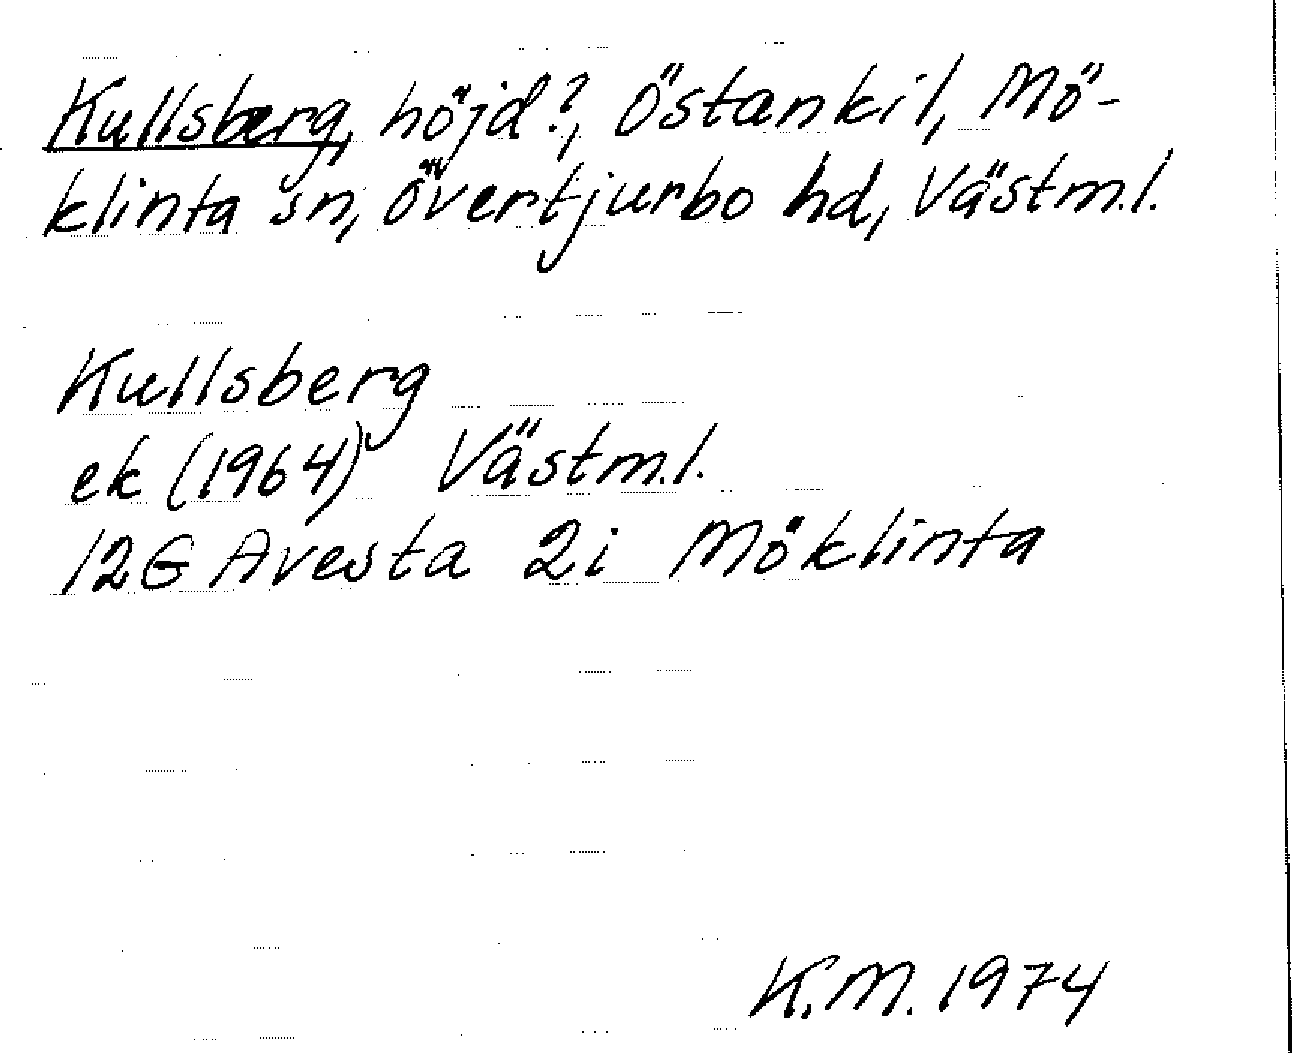 Kullsberg, höjd?, Östankil, Mö-
klinta sn, Övertjurbo hd, Västm.l.
Kullsberg
ek (1964) Västm.l.
12G Avesta 2i Möklinta
K.M. 1974